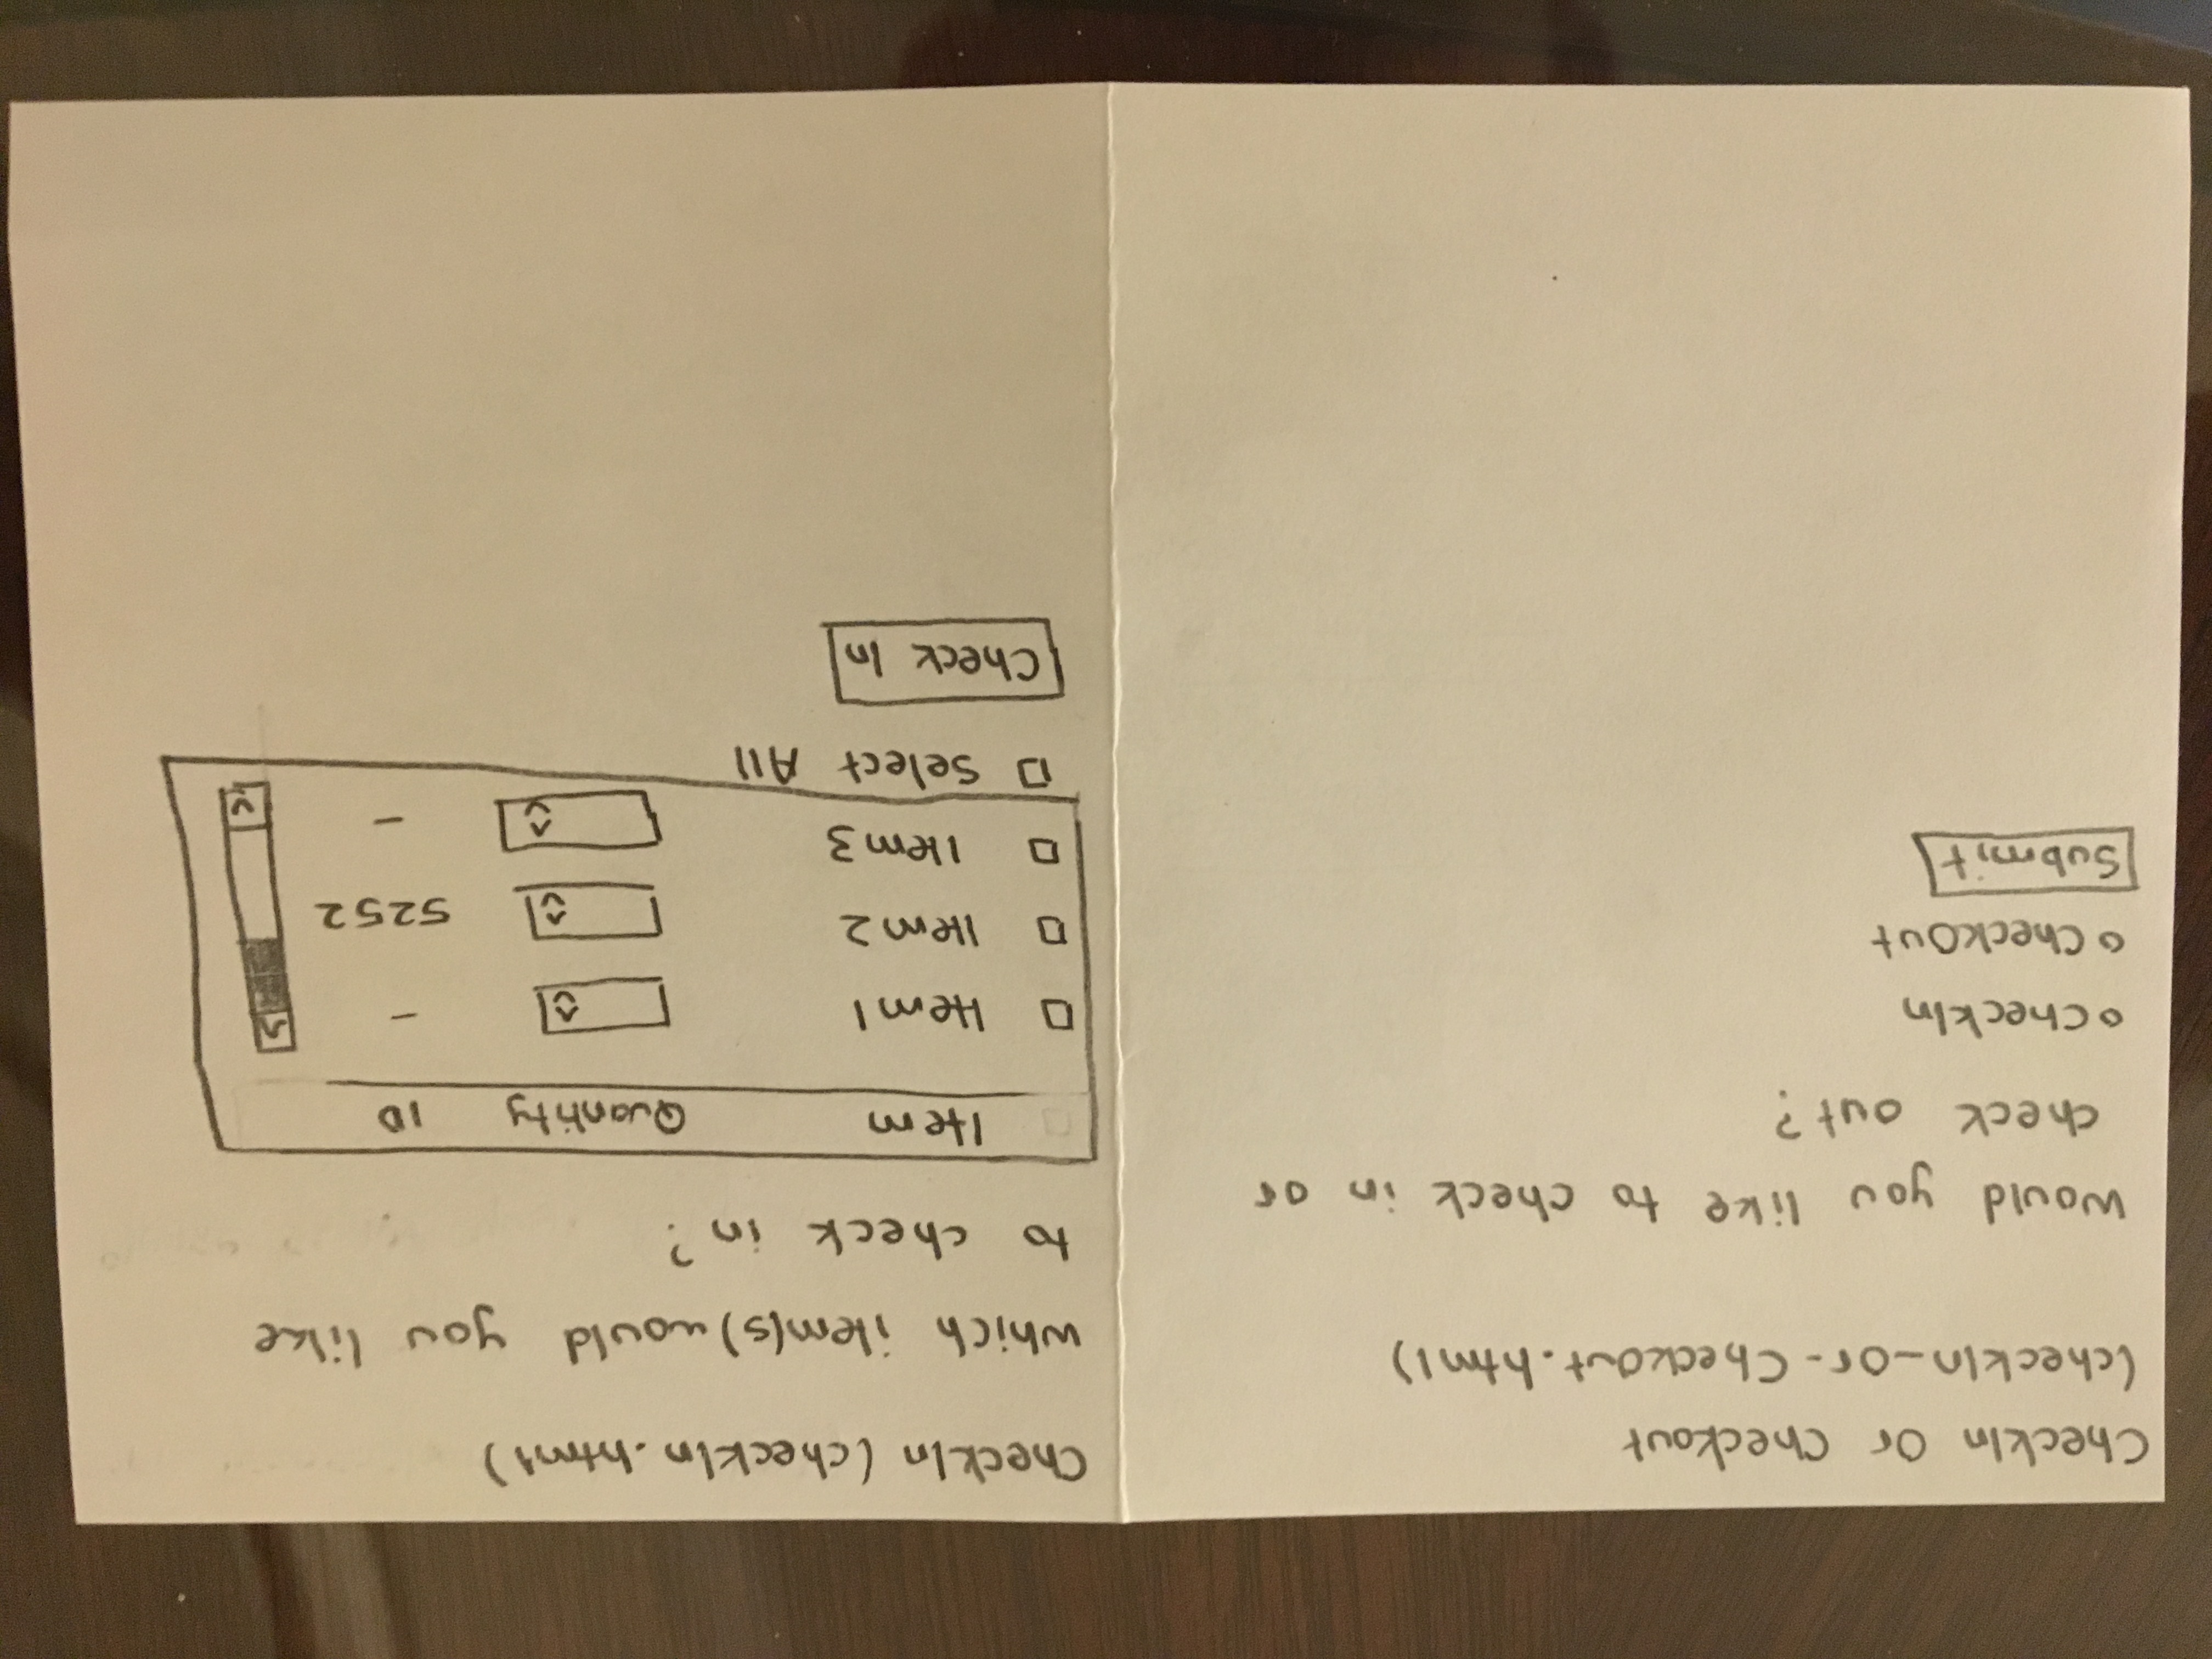 CheckIn Or Checkout
(checkIn_or-CheckOut.html)
Would you like to check in or
check out?
CheckIn
CheckOut
Submit
CheckIn (checkIn.html)
which item(s) would you like
to check in?
Item Quantity ID
Item1 -
Item2 5252
Item3 -
Select All
Check In